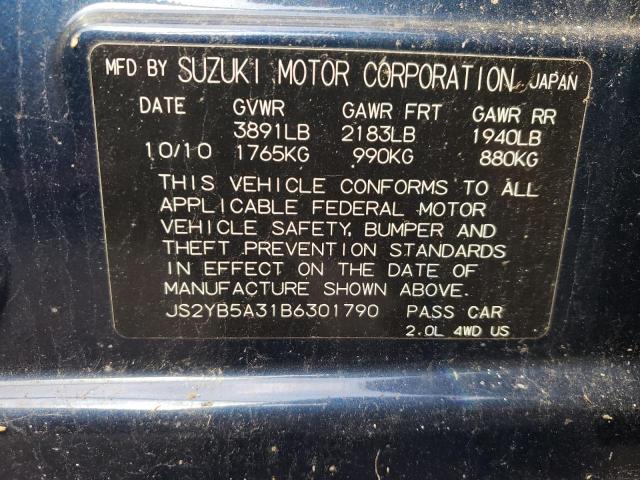 MFD BY SUZUKI MOTOR CORPORATION JAPAN
DATE GVWR GAWR FRT GAWR RR
3891LB 2183LB 1940LB
10/10 1765KG 990KG 880KG
THIS VEHICLE CONFORMS TO ALL
APPLICABLE FEDERAL MOTOR
VEHICLE SAFETY, BUMPER AND
THEFT PREVENTION STANDARDS
IN EFFECT ON THE DATE OF
MANUFACTURE SHOWN ABOVE.
JS2YB5A31B6301790 PASS CAR
2.0L 4WD US